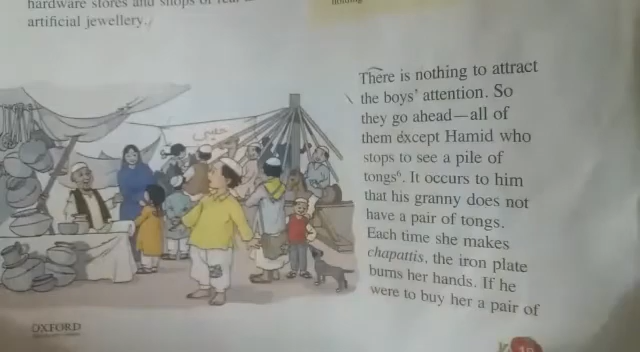 hardware stores and shops of
artificial jewellery.
There is nothing to attract
the boys' attention. So
they go ahead—all of
them except Hamid who
stops to see a pile of
tongs⁶. It occurs to him
that his granny does not
have a pair of tongs.
Each time she makes
chapattis, the iron plate
burns her hands. If he
were to buy her a pair of
OXFORD